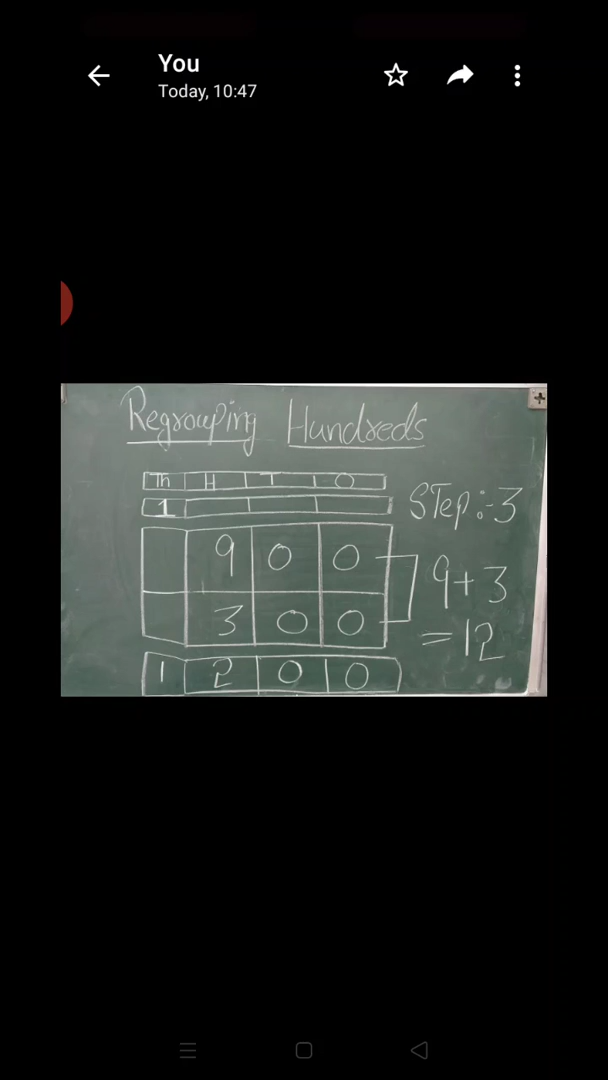 You
Today, 10:47
Regrouping Hundreds
Th H T O
1
STep:-3
9 0 0
9+3
3 0 0
=12
1 2 0 0